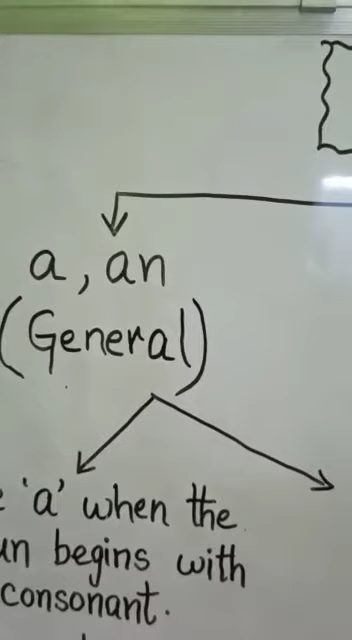 a, an
(General)
'a' when the
begins with
consonant.